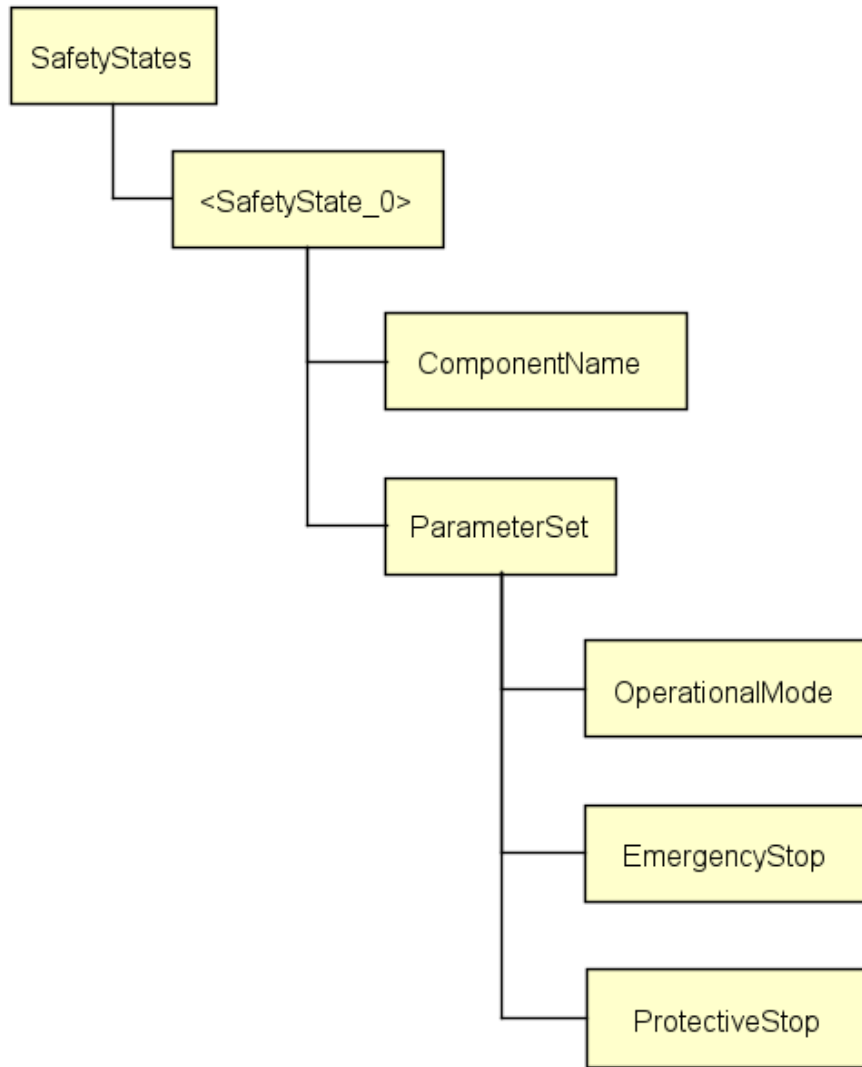 SafetyStates
<SafetyState_0>
ComponentName
ParameterSet
OperationalMode
EmergencyStop
ProtectiveStop